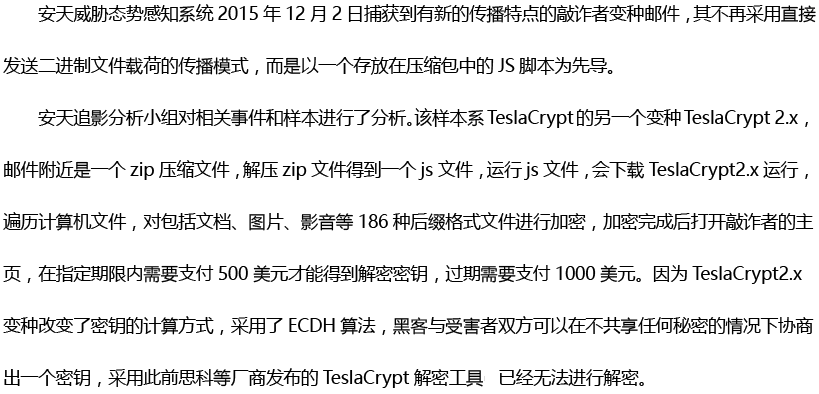 安天威胁态势感知系统 2015 年 12 月 2 日捕获到有新的传播特点的敲诈者变种邮件，其不再采用直接
发送二进制文件载荷的传播模式，而是以一个存放在压缩包中的 JS 脚本为先导。
安天追影分析小组对相关事件和样本进行了分析。该样本系 TeslaCrypt 的另一个变种 TeslaCrypt 2.x，
邮件附近是一个 zip 压缩文件，解压 zip 文件得到一个 js 文件，运行 js 文件，会下载 TeslaCrypt2.x 运行，
遍历计算机文件，对包括文档、图片、影音等 186 种后缀格式文件进行加密，加密完成后打开敲诈者的主
页，在指定期限内需要支付 500 美元才能得到解密密钥，过期需要支付 1000 美元。因为 TeslaCrypt2.x
变种改变了密钥的计算方式，采用了 ECDH 算法，黑客与受害者双方可以在不共享任何秘密的情况下协商
出一个密钥，采用此前思科等厂商发布的 TeslaCrypt 解密工具 已经无法进行解密。